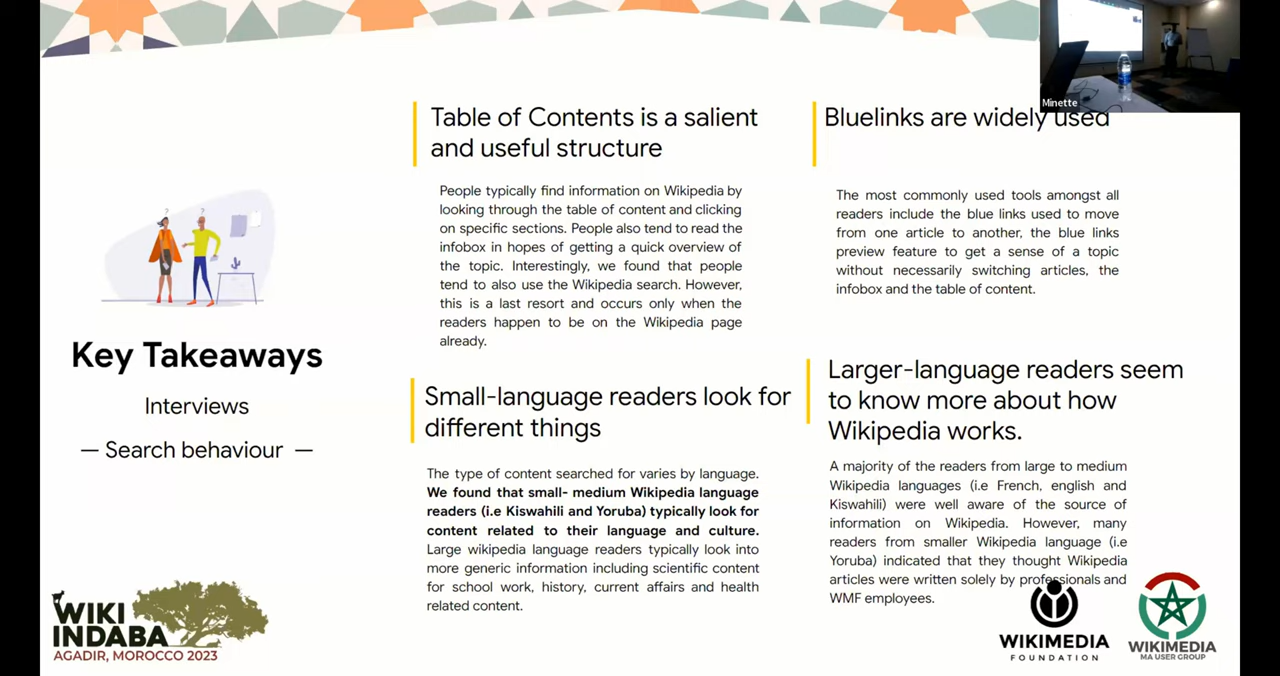 Minette
Key Takeaways
Interviews
— Search behaviour —
Table of Contents is a salient
and useful structure
People typically find information on Wikipedia by
looking through the table of content and clicking
on specific sections. People also tend to read the
infobox in hopes of getting a quick overview of
the topic. Interestingly, we found that people
tend to also use the Wikipedia search. However,
this is a last resort and occurs only when the
readers happen to be on the Wikipedia page
already.
Bluelinks are widely used
The most commonly used tools amongst all
readers include the blue links used to move
from one article to another, the blue links
preview feature to get a sense of a topic
without necessarily switching articles, the
infobox and the table of content.
Small-language readers look for
different things
The type of content searched for varies by language.
We found that small- medium Wikipedia language
readers (i.e Kiswahili and Yoruba) typically look for
content related to their language and culture.
Large wikipedia language readers typically look into
more generic information including scientific content
for school work, history, current affairs and health
related content.
Larger-language readers seem
to know more about how
Wikipedia works.
A majority of the readers from large to medium
Wikipedia languages (i.e French, english and
Kiswahili) were well aware of the source of
information on Wikipedia. However, many
readers from smaller Wikipedia language (i.e
Yoruba) indicated that they thought Wikipedia
articles were written solely by professionals and
WMF employees.
WIKI
INDABA
AGADIR, MOROCCO 2023
WIKIMEDIA
FOUNDATION
WIKIMEDIA
MA USER GROUP